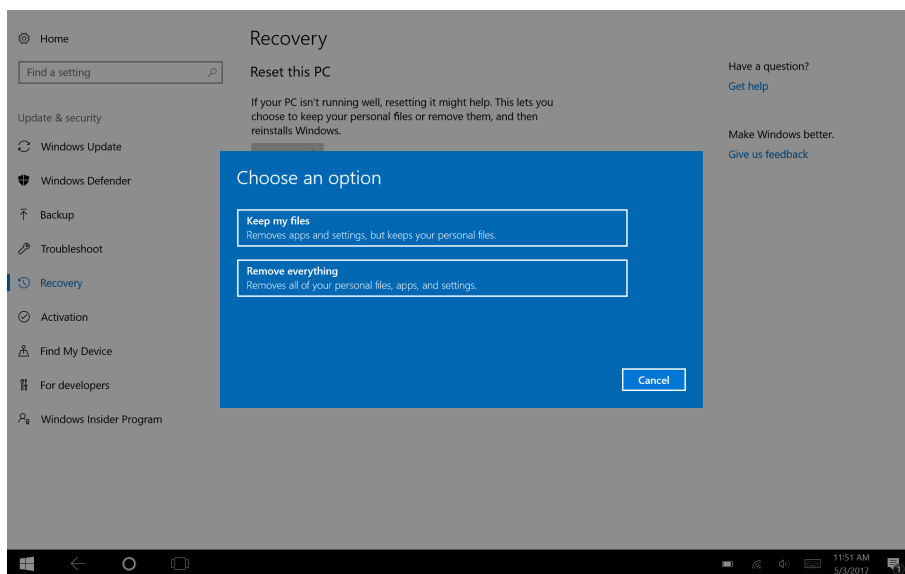 Home
Find a setting
Update & security
Windows Update
Windows Defender
Backup
Troubleshoot
Recovery
Activation
Find My Device
For developers
Windows Insider Program
Recovery
Reset this PC
If your PC isn't running well, resetting it might help. This lets you
choose to keep your personal files or remove them, and then
reinstalls Windows.
Choose an option
Keep my files
Removes apps and settings, but keeps your personal files.
Remove everything
Removes all of your personal files, apps, and settings.
Cancel
Have a question?
Get help
Make Windows better.
Give us feedback
11:51 AM
5/3/2017
1